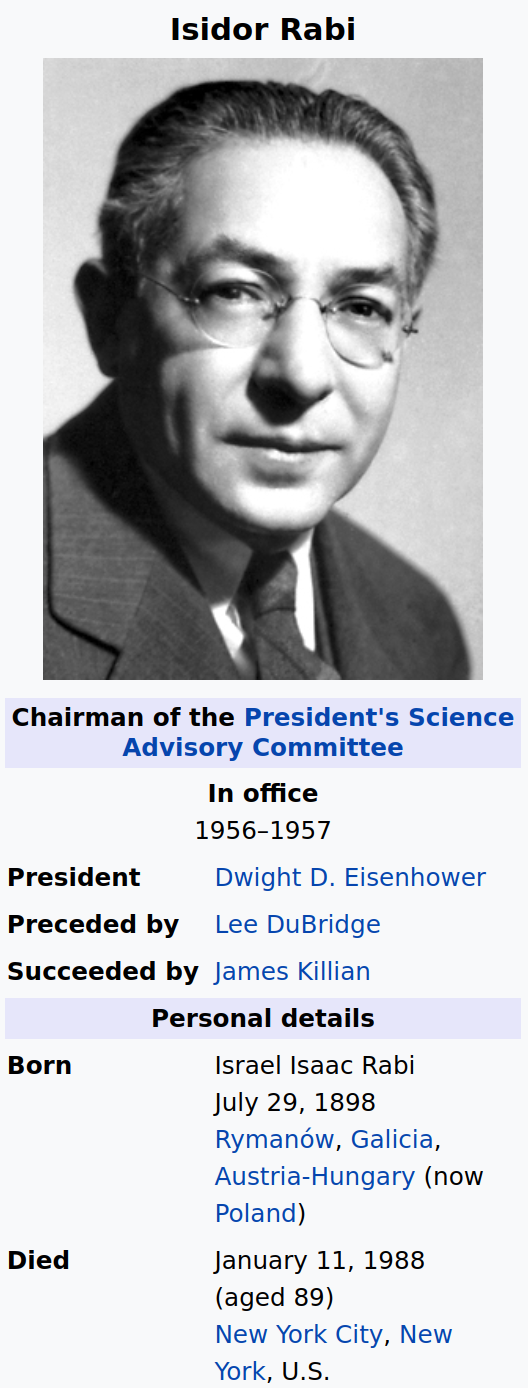 Isidor Rabi
Chairman of the President's Science
Advisory Committee
In office
1956–1957
President Dwight D. Eisenhower
Preceded by Lee DuBridge
Succeeded by James Killian
Personal details
Born Israel Isaac Rabi
July 29, 1898
Rymanów, Galicia,
Austria-Hungary (now
Poland)
Died January 11, 1988
(aged 89)
New York City, New
York, U.S.